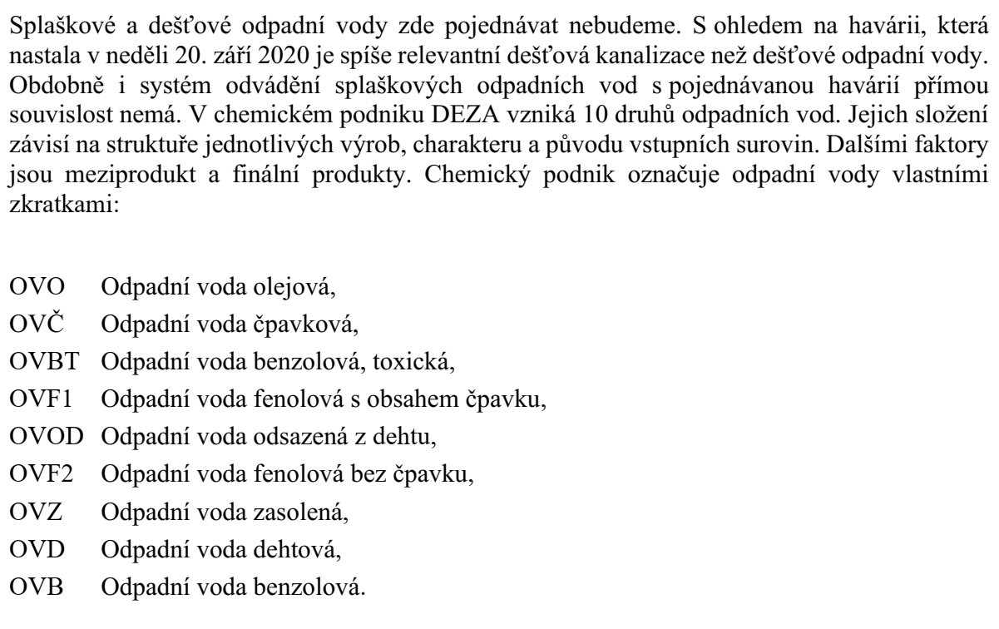 Splaškové a dešťové odpadní vody zde pojednávat nebudeme. S ohledem na havárii, která
nastala v neděli 20. září 2020 je spíše relevantní dešťová kanalizace než dešťové odpadní vody.
Obdobně i systém odvádění splaškových odpadních vod s pojednávanou havárií přímou
souvislost nemá. V chemickém podniku DEZA vzniká 10 druhů odpadních vod. Jejich složení
závisí na struktuře jednotlivých výrob, charakteru a původu vstupních surovin. Dalšími faktory
jsou meziprodukt a finální produkty. Chemický podnik označuje odpadní vody vlastními
zkratkami:
OVO Odpadní voda olejová,
OVČ Odpadní voda čpavková,
OVBT Odpadní voda benzolová, toxická,
OVF1 Odpadní voda fenolová s obsahem čpavku,
OVOD Odpadní voda odsazená z dehtu,
OVF2 Odpadní voda fenolová bez čpavku,
OVZ Odpadní voda zasolená,
OVD Odpadní voda dehtová,
OVB Odpadní voda benzolová.